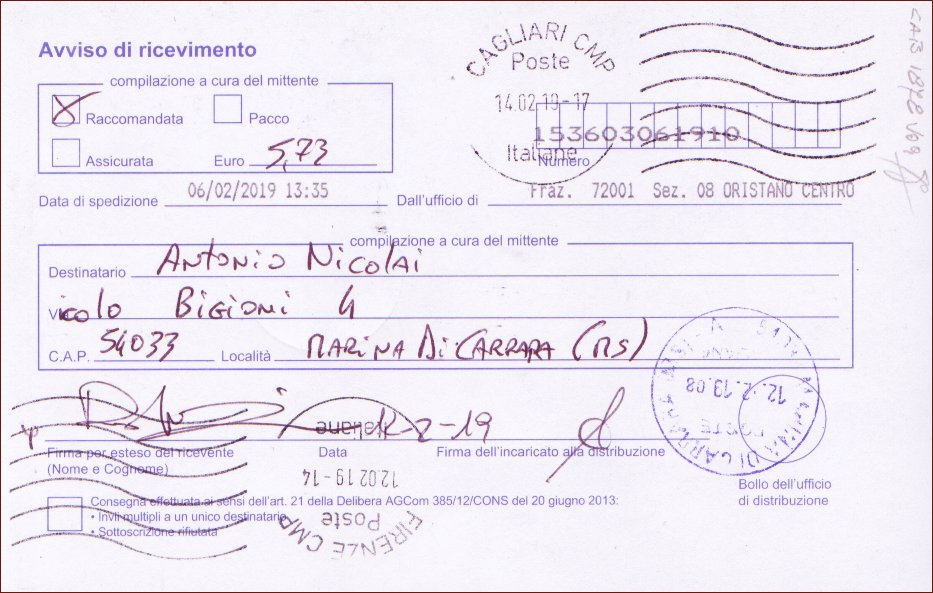 Avviso di ricevimento
compilazione a cura del mittente
Raccomandata Pacco
Assicurata Euro 5,73
CAGLIARI CMP
Poste
14.02 19-17
Italiane
153603061910
Numero
Data di spedizione 06/02/2019 13:35 Dall'ufficio di Fraz. 72001 Sez. 08 ORISTANO CENTRO
compilazione a cura del mittente
Destinatario Antonio Nicolai
Vicolo Bigioni 4
C.A.P. 54033 Località Marina di Carrara (MS)
-2-19
Firma per esteso del ricevente
(Nome e Cognome)
Data
Firma dell'incaricato alla distribuzione
Bollo dell'ufficio
di distribuzione
12.2.19.08
DI CARRARA
Italiane
12.02 19-14
Poste
FIRENZE CMP
Consegna effettuata ai sensi dell'art. 21 della Delibera AGCom 385/12/CONS del 20 giugno 2013:
• Invii multipli a un unico destinatario
• Sottoscrizione rifiutata